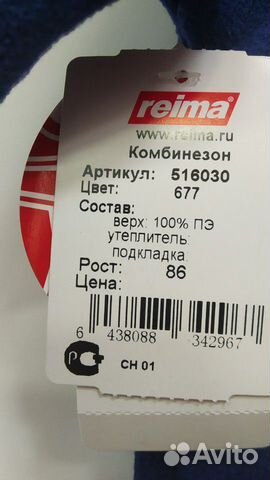 reima®
www.reima.ru
Комбинезон
Артикул: 516030
Цвет: 677
Состав:
верх: 100% ПЭ
утеплитель:
подкладка:
Рост: 86
Цена:
6 438088 342967
СН 01
Avito